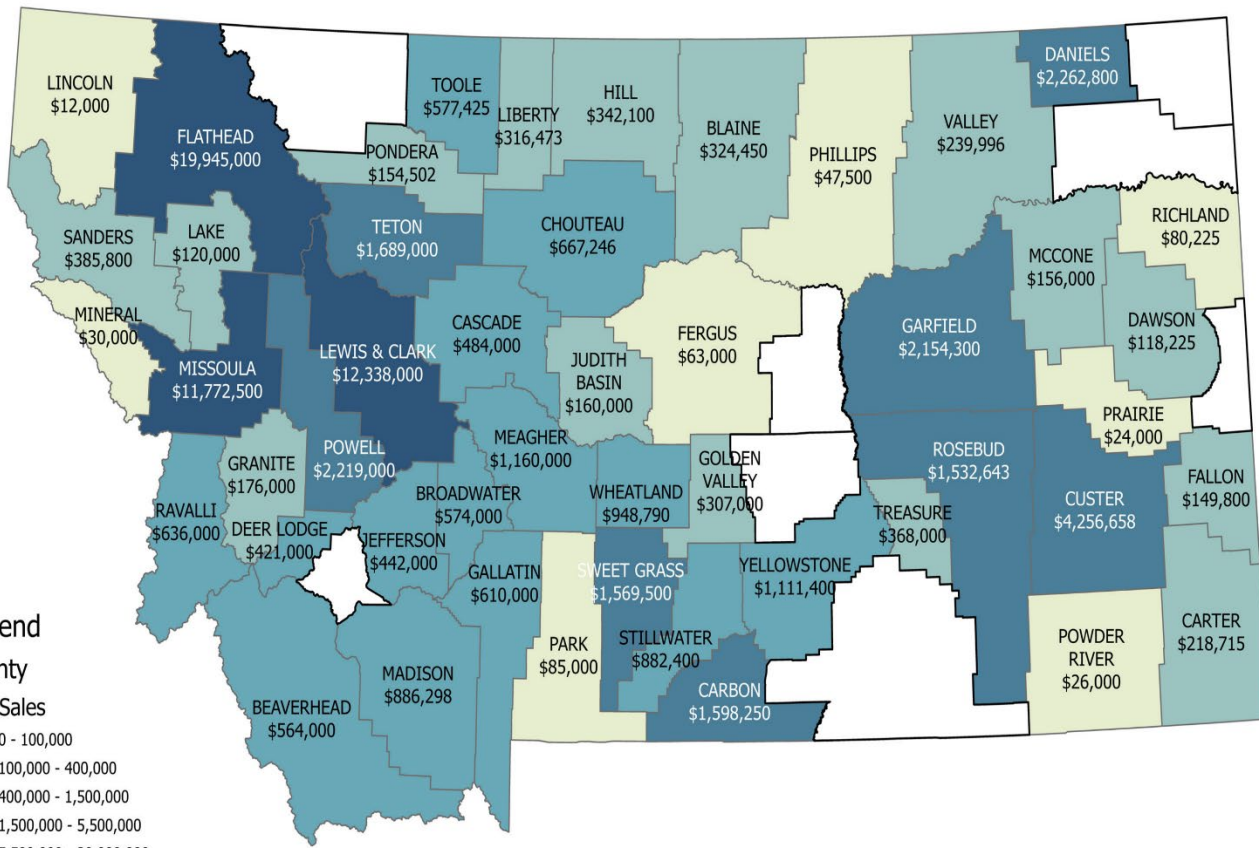 LINCOLN
$12,000
FLATHEAD
$19,945,000
TOOLE
$577,425
LIBERTY
$316,473
HILL
$342,100
BLAINE
$324,450
PHILLIPS
$47,500
VALLEY
$239,996
DANIELS
$2,262,800
PONDERA
$154,502
SANDERS
$385,800
LAKE
$120,000
TETON
$1,689,000
CHOUTEAU
$667,246
RICHLAND
$80,225
MCCONE
$156,000
MINERAL
$30,000
MISSOULA
$11,772,500
LEWIS & CLARK
$12,338,000
CASCADE
$484,000
JUDITH
BASIN
$160,000
FERGUS
$63,000
GARFIELD
$2,154,300
DAWSON
$118,225
PRAIRIE
$24,000
POWELL
$2,219,000
GRANITE
$176,000
MEAGHER
$1,160,000
BROADWATER
$574,000
WHEATLAND
$948,790
GOLDEN
VALLEY
$307,000
ROSEBUD
$1,532,643
TREASURE
$368,000
CUSTER
$4,256,658
FALLON
$149,800
RAVALLI
$636,000
DEER LODGE
$421,000
JEFFERSON
$442,000
GALLATIN
$610,000
SWEET GRASS
$1,569,500
YELLOWSTONE
$1,111,400
STILLWATER
$882,400
PARK
$85,000
CARBON
$1,598,250
POWDER
RIVER
$26,000
CARTER
$218,715
MADISON
$886,298
BEAVERHEAD
$564,000
end
nty
Sales
0 - 100,000
100,000 - 400,000
400,000 - 1,500,000
1,500,000 - 5,500,000